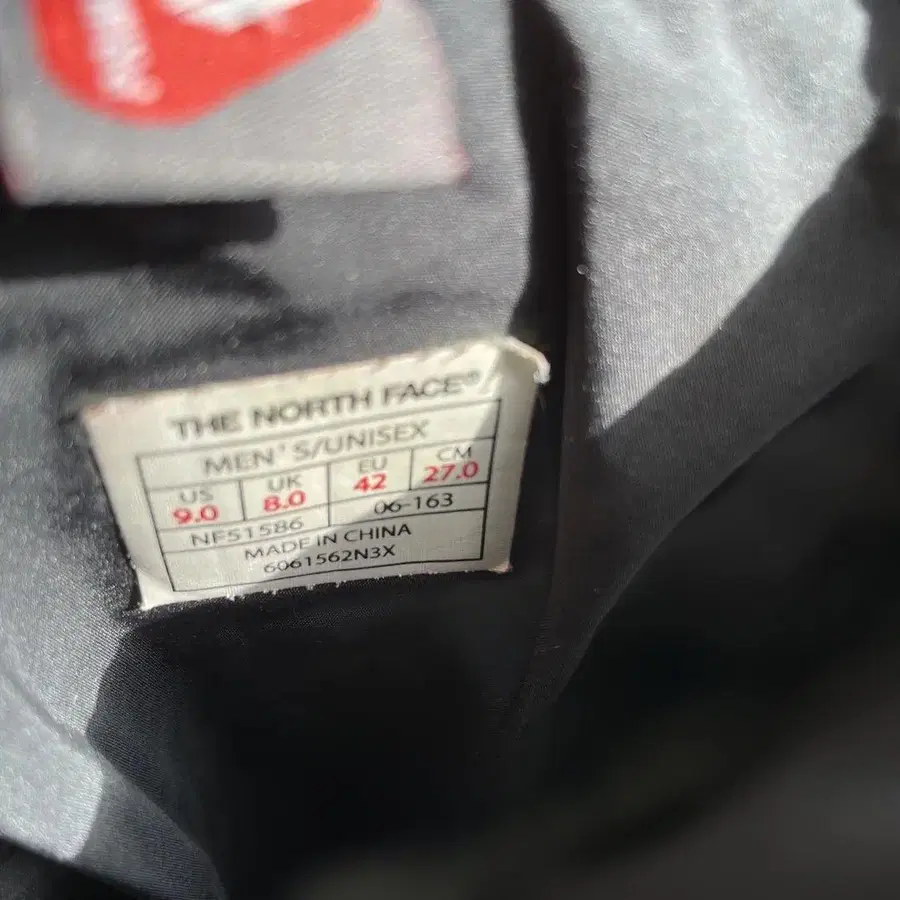 THE NORTH FACE®
MEN'S/UNISEX
US UK EU CM
9.0 8.0 42 27.0
NF51586 06-163
MADE IN CHINA
6061562N3X